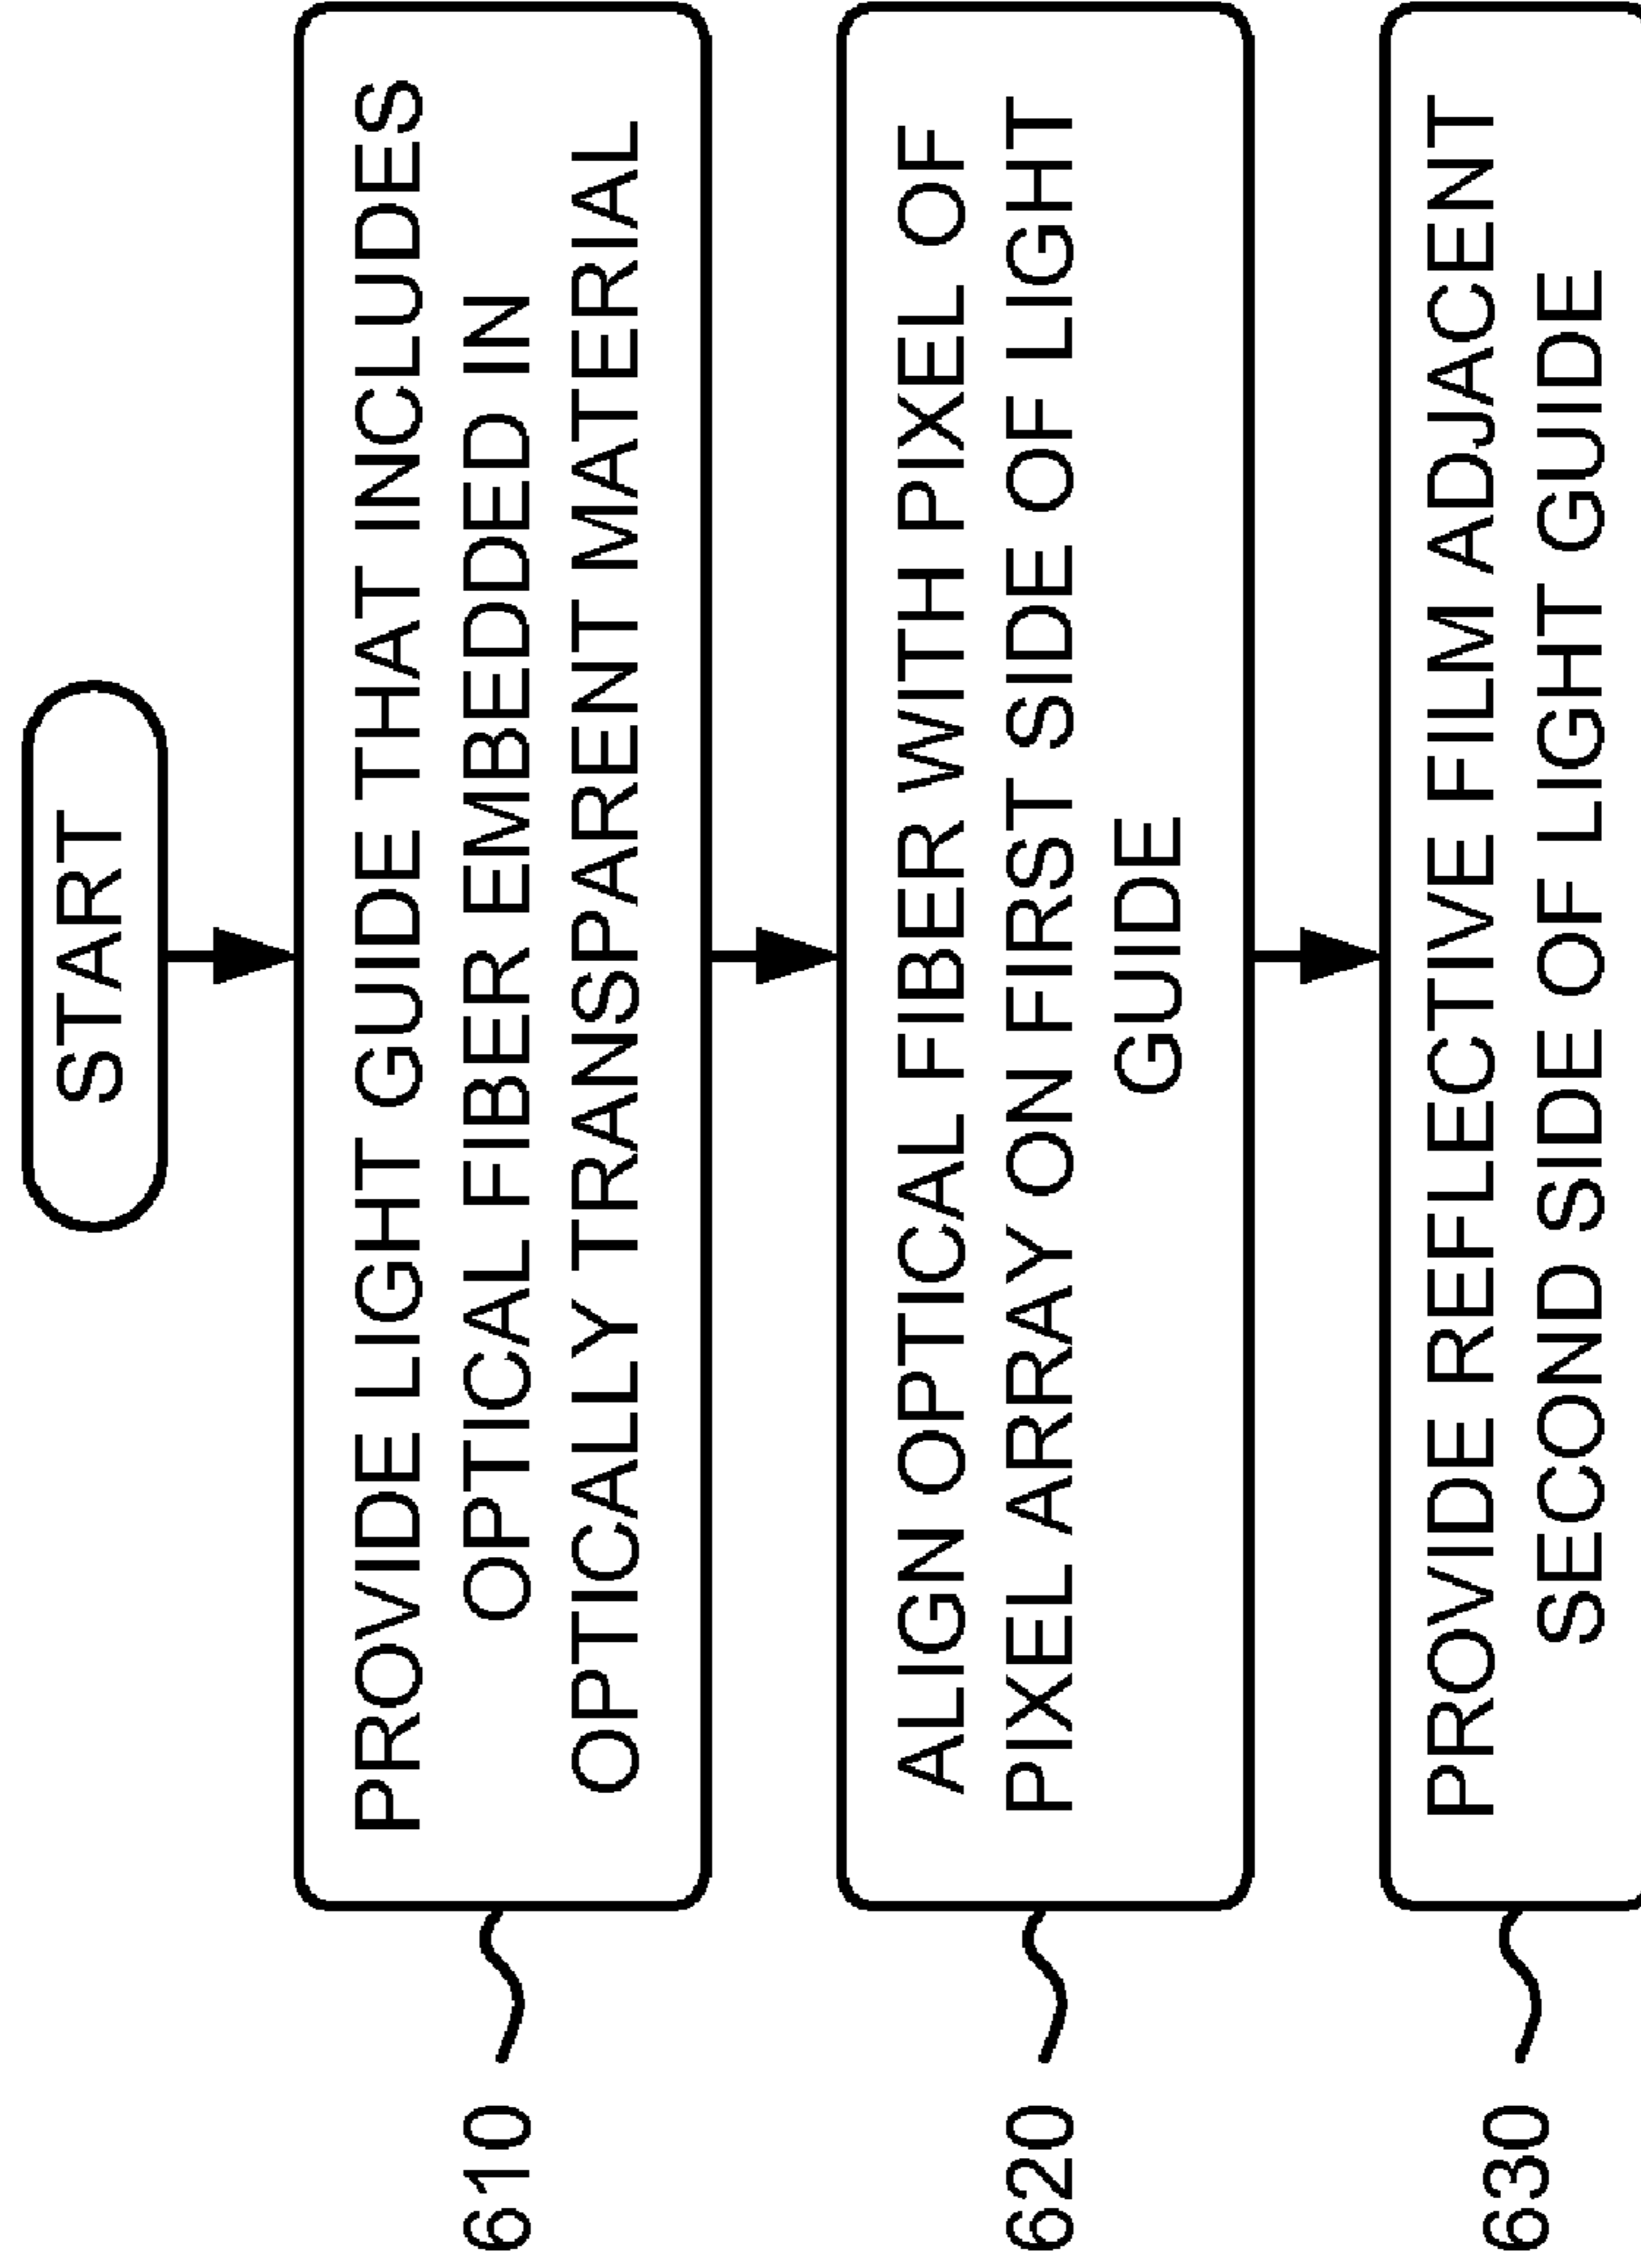 START
610
PROVIDE LIGHT GUIDE THAT INCLUDES
OPTICAL FIBER EMBEDDED IN
OPTICALLY TRANSPARENT MATERIAL
620
ALIGN OPTICAL FIBER WITH PIXEL OF
PIXEL ARRAY ON FIRST SIDE OF LIGHT
GUIDE
630
PROVIDE REFLECTIVE FILM ADJACENT
SECOND SIDE OF LIGHT GUIDE